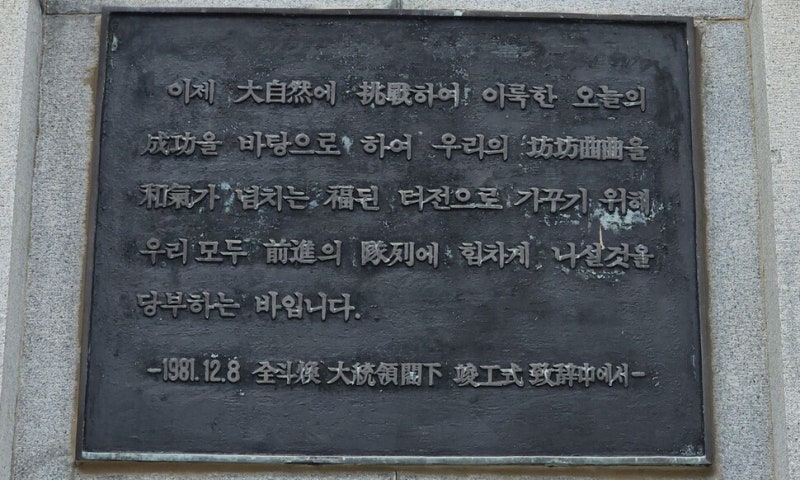 이제 大自然에 挑戰하여 이룩한 오늘의
成功을 바탕으로 하여 우리의 坊坊曲曲을
和氣가 넘치는 福된 터전으로 가꾸기 위해
우리 모두 前進의 隊列에 힘차게 나설것을
당부하는 바입니다.
-1981.12.8 全斗煥 大統領閣下 竣工式 致辭中에서-